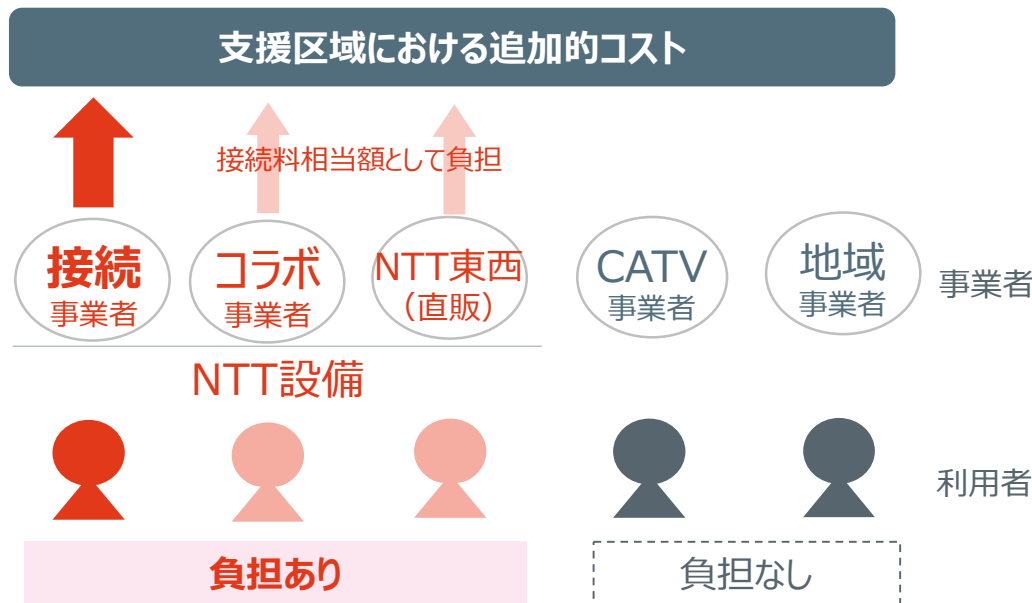 支援区域における追加的コスト
接続料相当額として負担
接続
事業者
コラボ
事業者
NTT東西
（直販）
CATV
事業者
地域
事業者
事業者
NTT設備
利用者
負担あり
負担なし